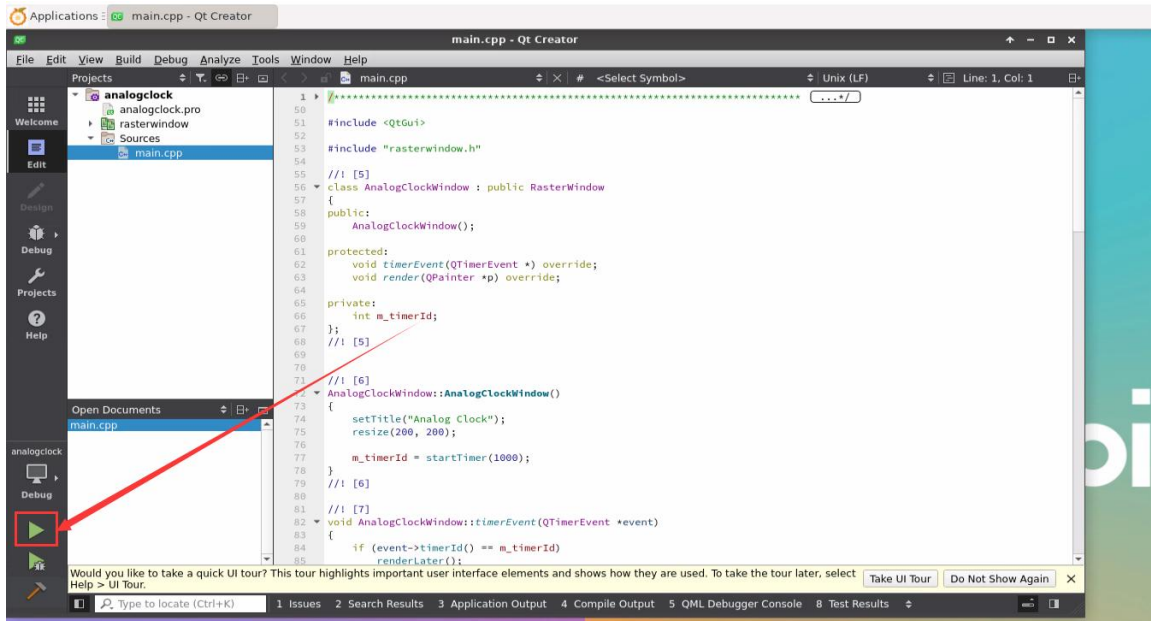 Applications main.cpp - Qt Creator
main.cpp - Qt Creator
File Edit View Build Debug Analyze Tools Window Help
Projects main.cpp # <Select Symbol> Unix (LF) Line: 1, Col: 1
Welcome
Edit
Design
Debug
Projects
Help
analogclock
analogclock.pro
rasterwindow
Sources
main.cpp
Open Documents
main.cpp
analogclock
Debug
1 /**************************************************************************** ...*/
50
51 #include <QtGui>
52
53 #include "rasterwindow.h"
54
55 //! [5]
56 class AnalogClockWindow : public RasterWindow
57 {
58 public:
59 AnalogClockWindow();
60
61 protected:
62 void timerEvent(QTimerEvent *) override;
63 void render(QPainter *p) override;
64
65 private:
66 int m_timerId;
67 };
68 //! [5]
69
70
71 //! [6]
72 AnalogClockWindow::AnalogClockWindow()
73 {
74 setTitle("Analog Clock");
75 resize(200, 200);
76
77 m_timerId = startTimer(1000);
78 }
79 //! [6]
80
81 //! [7]
82 void AnalogClockWindow::timerEvent(QTimerEvent *event)
83 {
84 if (event->timerId() == m_timerId)
85 renderLater();
Would you like to take a quick UI tour? This tour highlights important user interface elements and shows how they are used. To take the tour later, select
Help > UI Tour.
Take UI Tour Do Not Show Again
Type to locate (Ctrl+K) 1 Issues 2 Search Results 3 Application Output 4 Compile Output 5 QML Debugger Console 8 Test Results